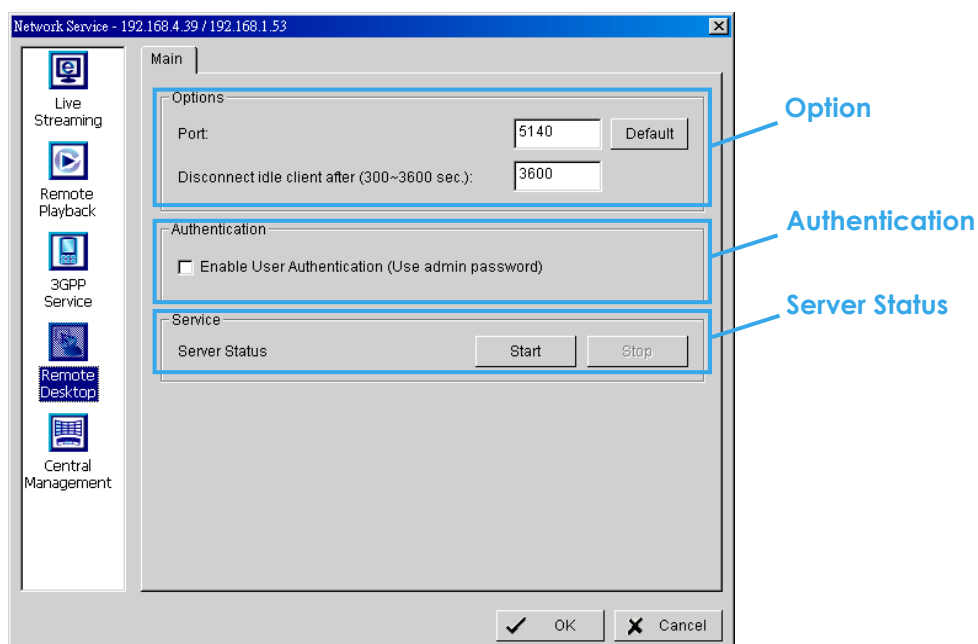 Network Service - 192.168.4.39 / 192.168.1.53
Live
Streaming
Remote
Playback
3GPP
Service
Remote
Desktop
Central
Management
Main
Options
Port:
5140
Default
Disconnect idle client after (300~3600 sec.):
3600
Authentication
Enable User Authentication (Use admin password)
Service
Server Status
Start
Stop
OK
Cancel
Option
Authentication
Server Status